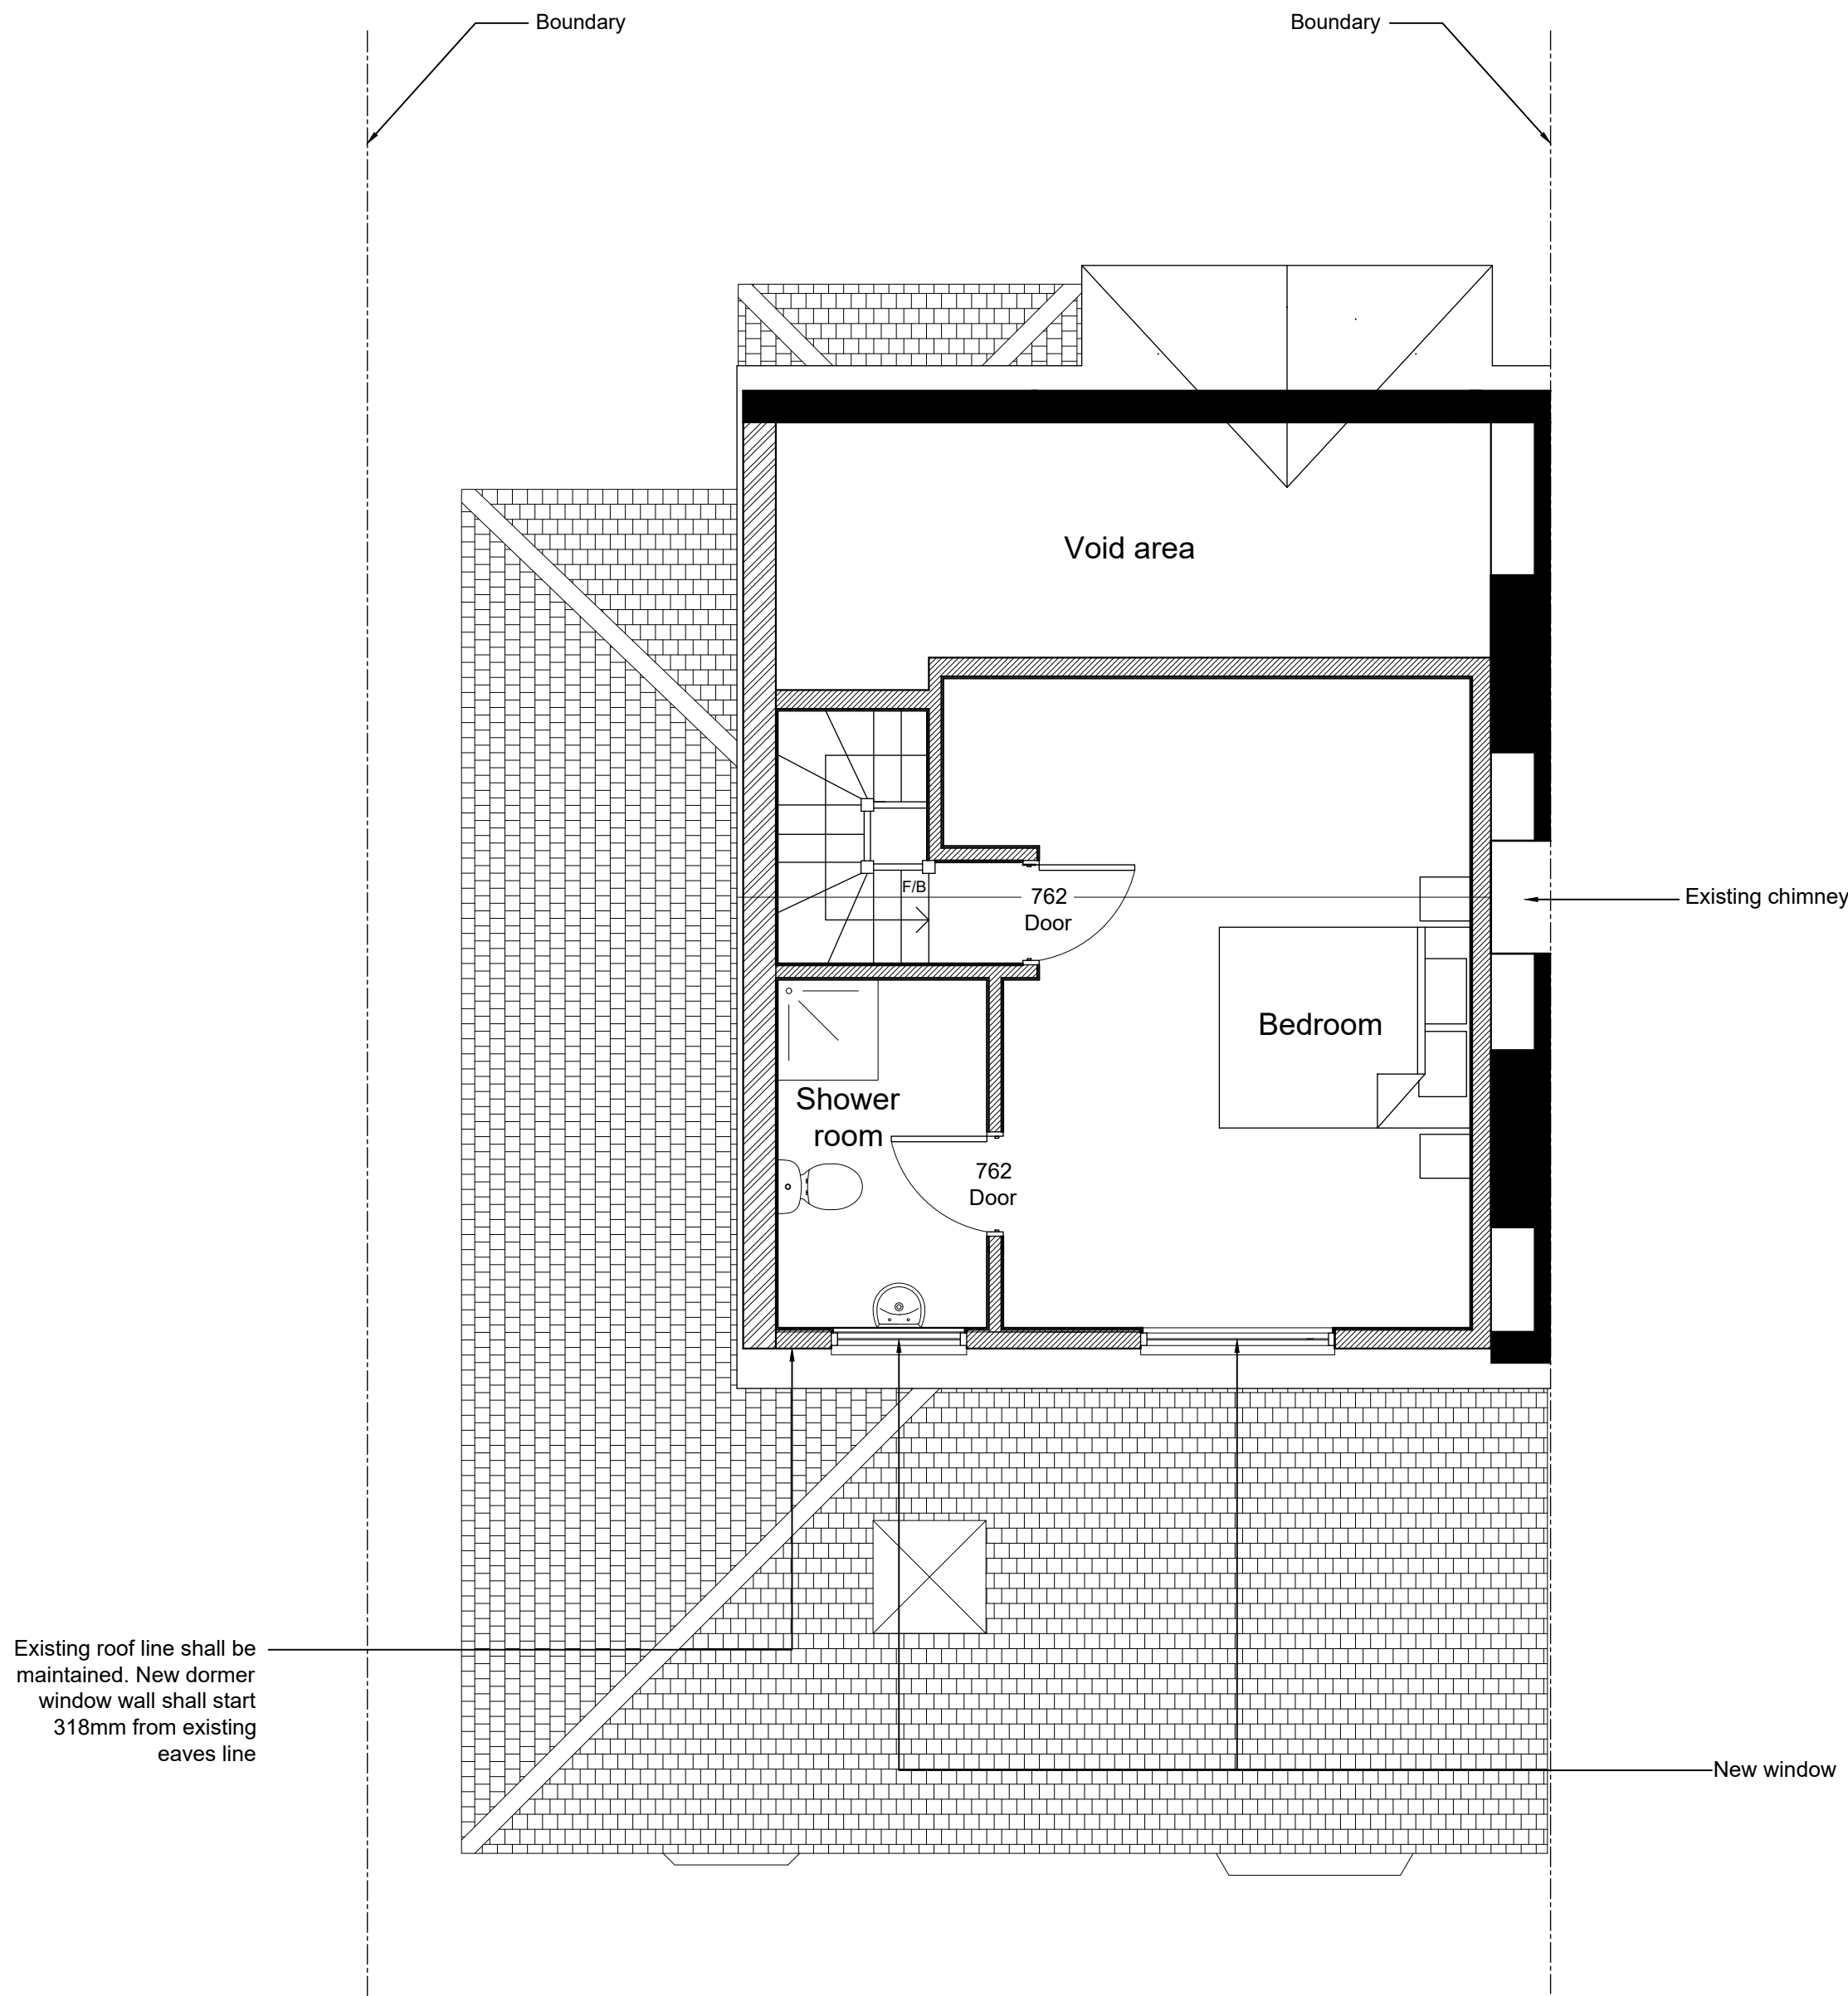 Boundary
Boundary
Void area
F/B
762
Door
Existing chimney
Bedroom
Shower
room
762
Door
Existing roof line shall be
maintained. New dormer
window wall shall start
318mm from existing
eaves line
New window